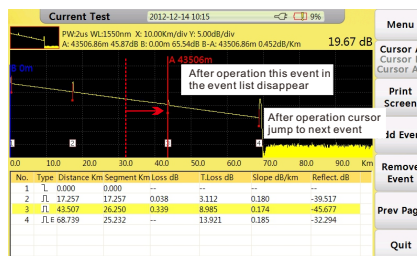 Current Test 2012-12-14 10:15 9%
PW:2us WL:1550nm X: 10.00Km/div Y: 5.00dB/div
A: 43506.86m 45.87dB B: 0.00m 65.54dB B-A: 43506.86m 0.452dB/Km 19.67 dB
0m
A 43506m
After operation this event in
the event list disappear
After operation cursor
jump to next event
1 2 3 4
0.0 10.0 20.0 30.0 40.0 50.0 60.0 70.0 80.0 90.0 Km
No. Type Distance Km Segment Km Loss dB T.Loss dB Slope dB/km Reflect. dB
1 0.000 0.000 -- -- -- --
2 17.257 17.257 0.038 3.112 0.180 -39.517
3 43.507 26.250 0.339 8.985 0.174 -45.677
4 E 68.739 25.232 -- 13.921 0.185 -32.294
Menu
Cursor A
Cursor
Cursor A
Print
Screen
dd Even
Remove
Event
Prev Pag
Quit